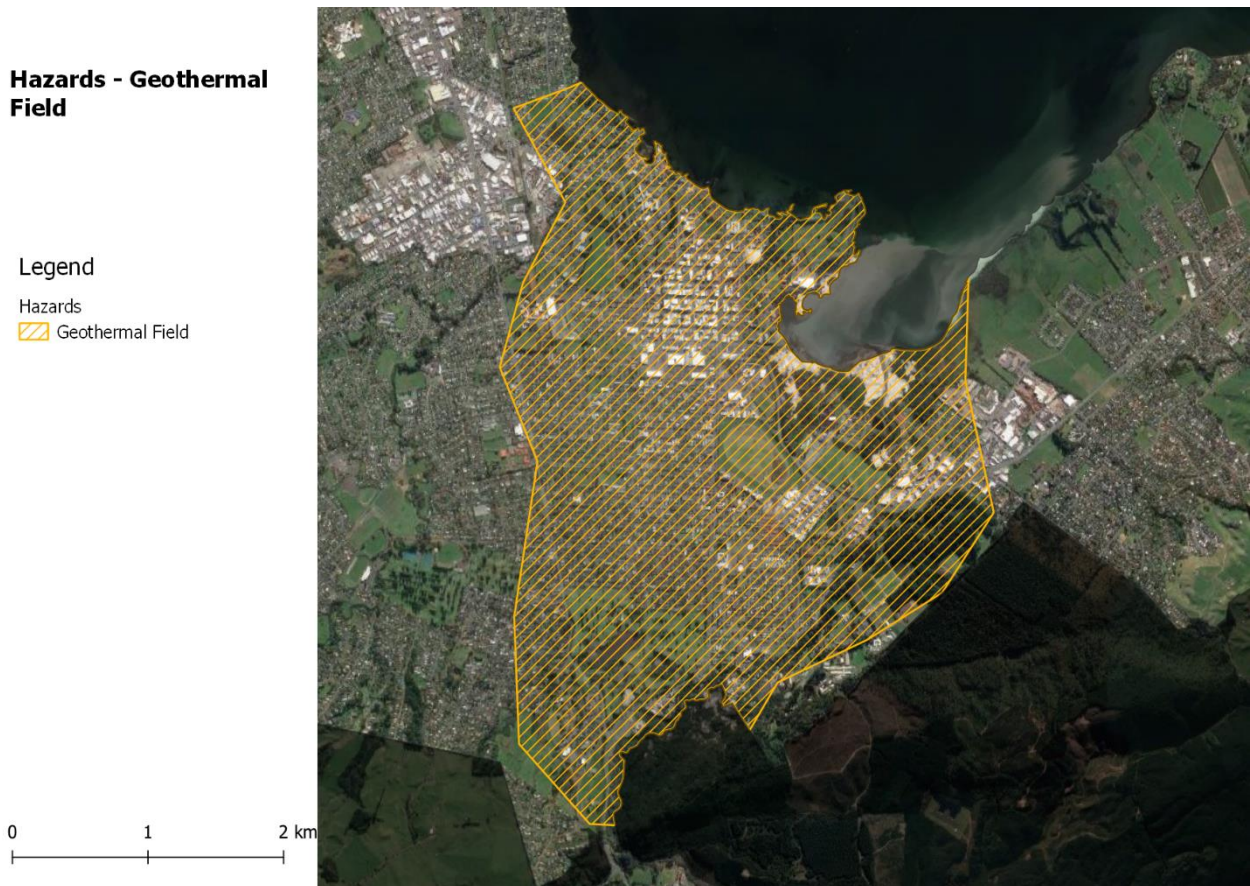 Hazards - Geothermal
Field
Legend
Hazards
Geothermal Field
0 1 2 km